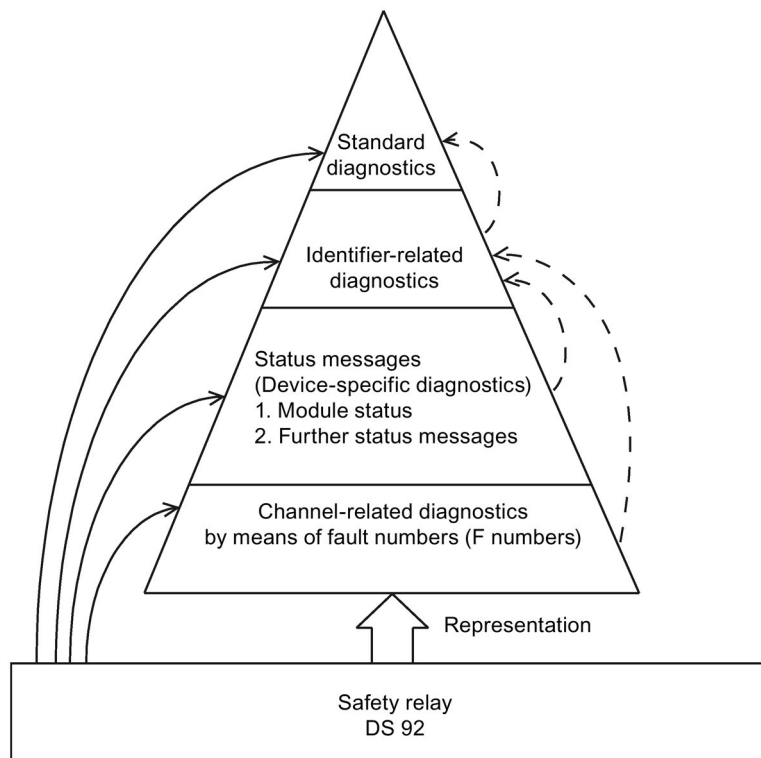 Standard
diagnostics
Identifier-related
diagnostics
Status messages
(Device-specific diagnostics)
1. Module status
2. Further status messages
Channel-related diagnostics
by means of fault numbers (F numbers)
Representation
Safety relay
DS 92